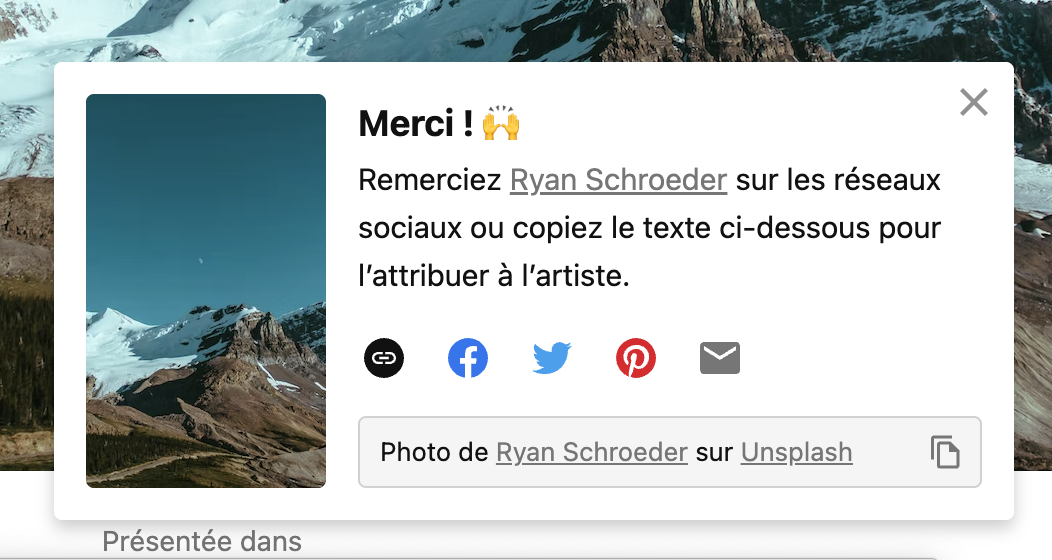 Merci ! 🙌
Remerciez Ryan Schroeder sur les réseaux
sociaux ou copiez le texte ci-dessous pour
l’attribuer à l’artiste.
Photo de Ryan Schroeder sur Unsplash
Présentée dans